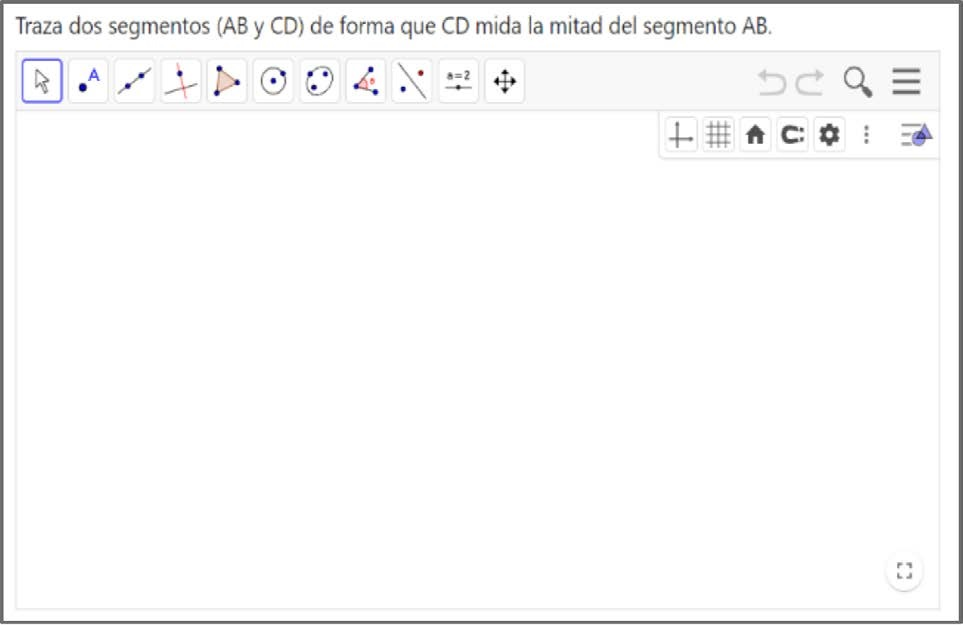 Traza dos segmentos (AB y CD) de forma que CD mida la mitad del segmento AB.
A
a=2